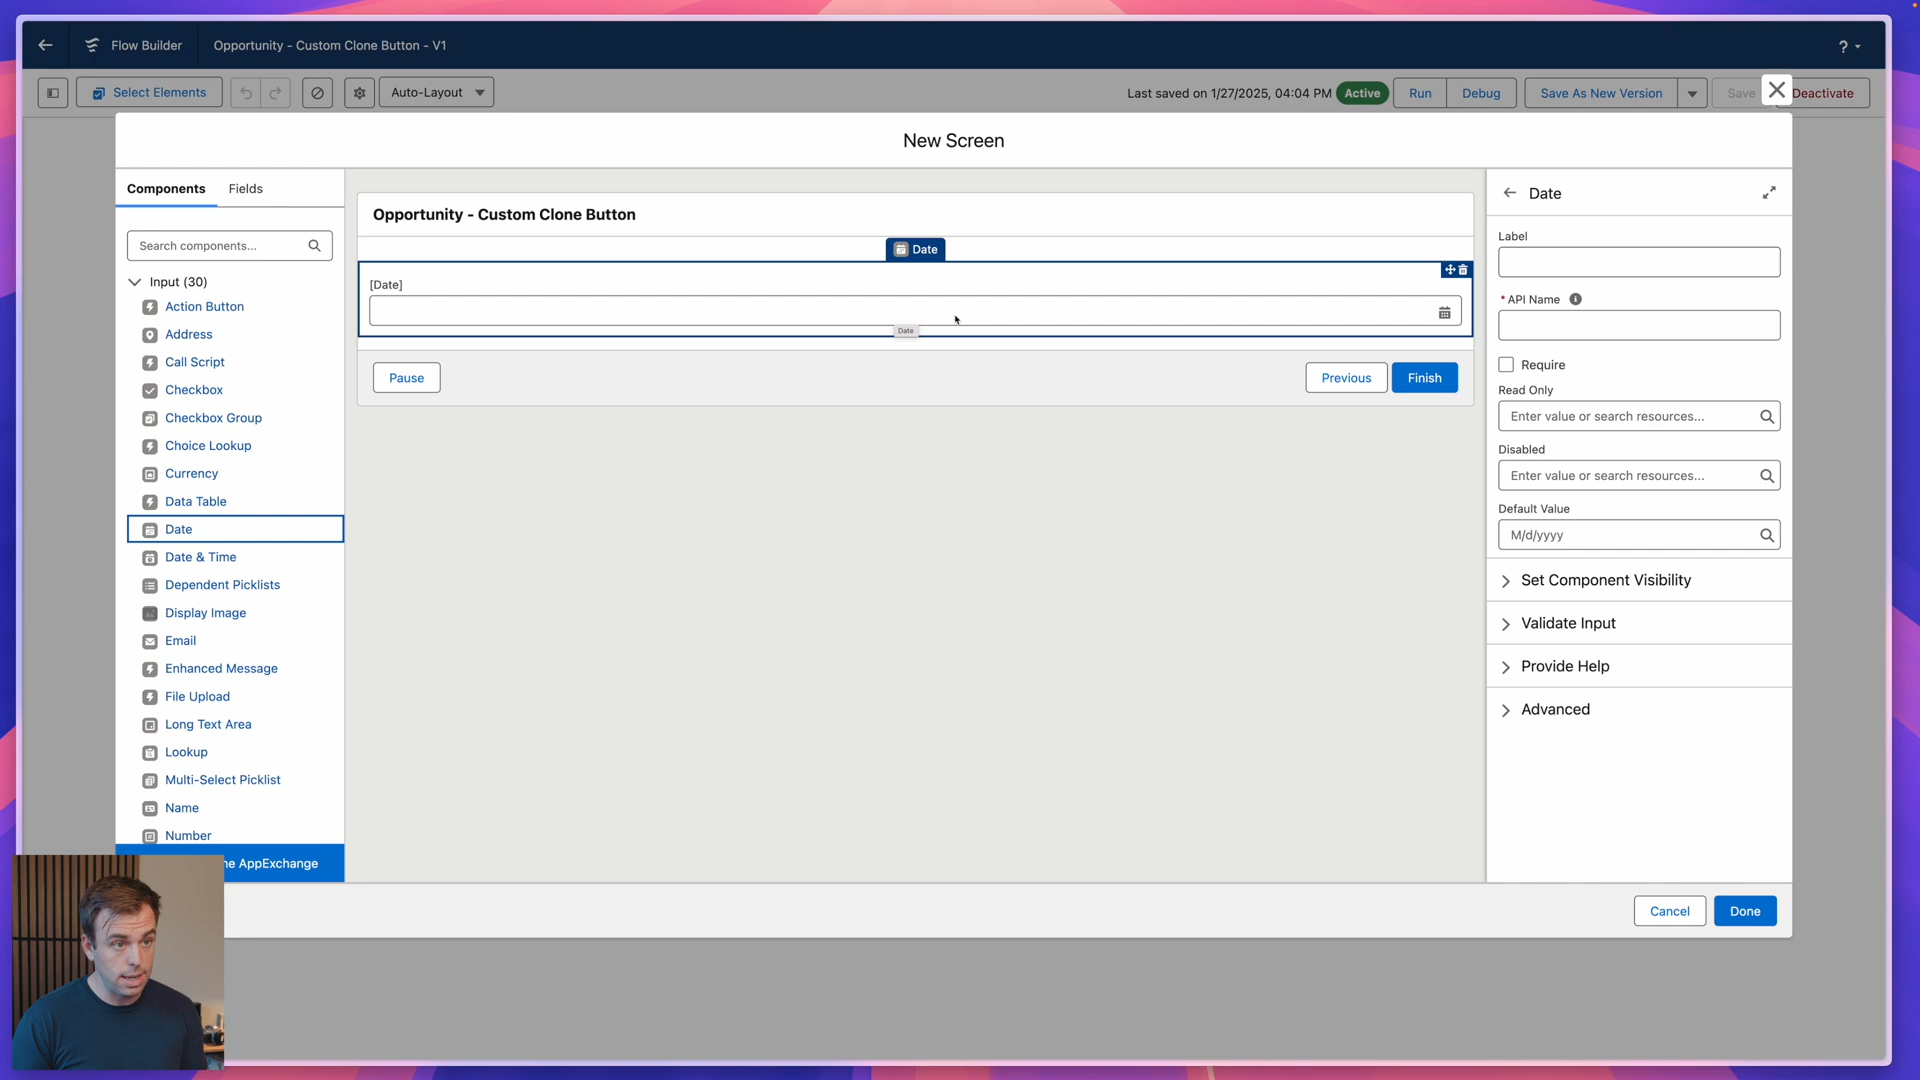 Flow Builder
Opportunity - Custom Clone Button - V1
?
Select Elements
Auto-Layout
Last saved on 1/27/2025, 04:04 PM
Active
Run
Debug
Save As New Version
Save
Deactivate
New Screen
Components
Fields
Search components...
Input (30)
Action Button
Address
Call Script
Checkbox
Checkbox Group
Choice Lookup
Currency
Data Table
Date
Date & Time
Dependent Picklists
Display Image
Email
Enhanced Message
File Upload
Long Text Area
Lookup
Multi-Select Picklist
Name
Number
AppExchange
Opportunity - Custom Clone Button
Date
[Date]
Date
Pause
Previous
Finish
Date
Label
* API Name
Require
Read Only
Enter value or search resources...
Disabled
Enter value or search resources...
Default Value
M/d/yyyy
Set Component Visibility
Validate Input
Provide Help
Advanced
Cancel
Done